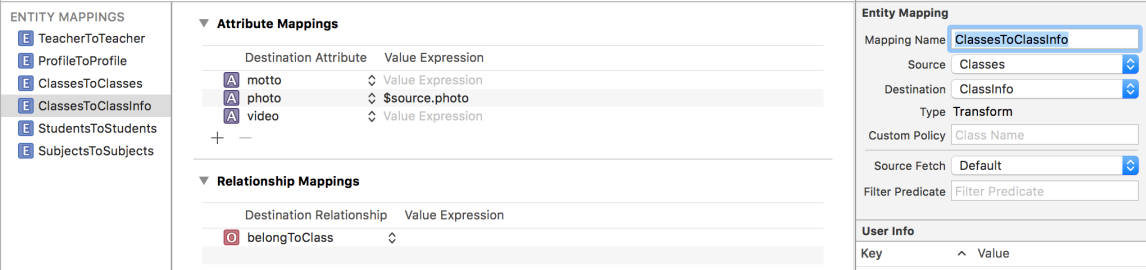 ENTITY MAPPINGS
E TeacherToTeacher
E ProfileToProfile
E ClassesToClasses
E ClassesToClassInfo
E StudentsToStudents
E SubjectsToSubjects
Attribute Mappings
Destination Attribute Value Expression
A motto Value Expression
A photo $source.photo
A video Value Expression
Relationship Mappings
Destination Relationship Value Expression
O belongToClass
Entity Mapping
Mapping Name ClassesToClassInfo
Source Classes
Destination ClassInfo
Type Transform
Custom Policy Class Name
Source Fetch Default
Filter Predicate Filter Predicate
User Info
Key Value